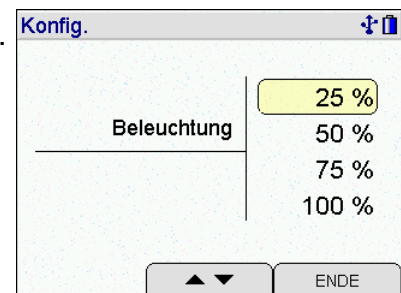 Konfig.
25 %
Beleuchtung
50 %
75 %
100 %
▲ ▼
ENDE